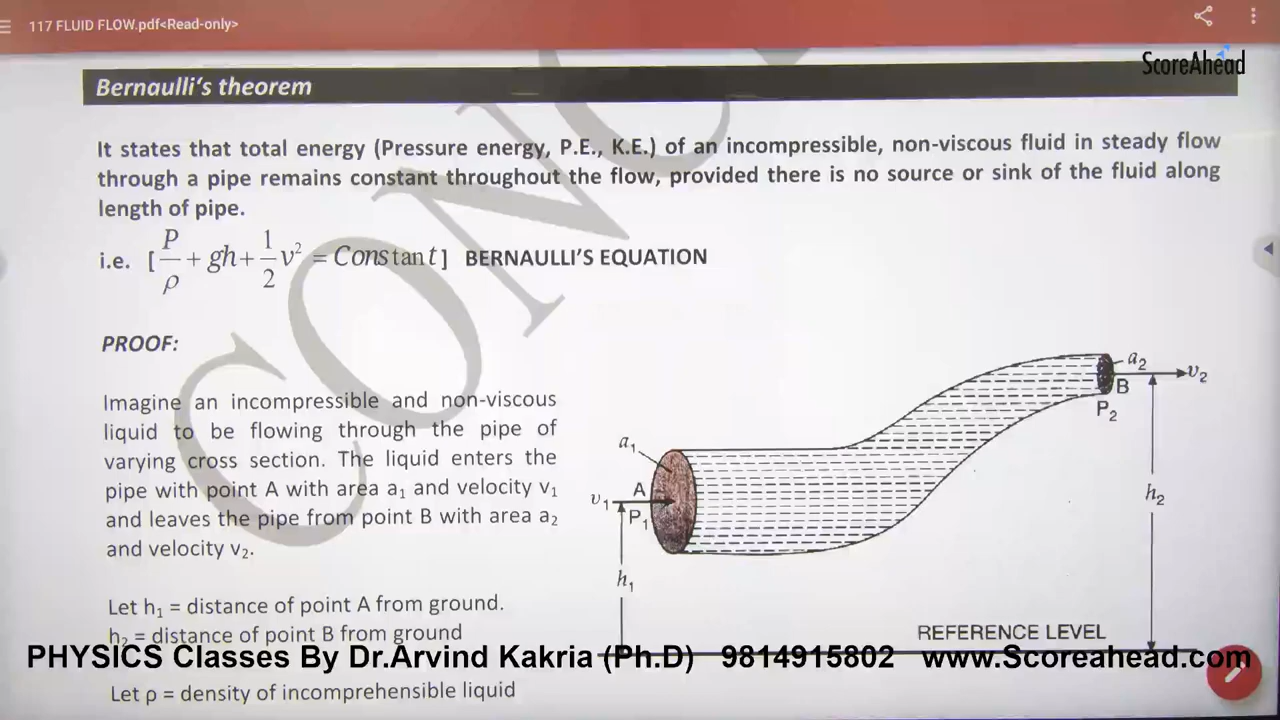 117 FLUID FLOW.pdf<Read-only>
ScoreAhead
Bernaulli's theorem
It states that total energy (Pressure energy, P.E., K.E.) of an incompressible, non-viscous fluid in steady flow
through a pipe remains constant throughout the flow, provided there is no source or sink of the fluid along
length of pipe.
i.e. [P/ρ + gh + 1/2 v² = Constant] BERNAULLI'S EQUATION
PROOF:
Imagine an incompressible and non-viscous
liquid to be flowing through the pipe of
varying cross section. The liquid enters the
pipe with point A with area a₁ and velocity v₁
and leaves the pipe from point B with area a₂
and velocity v₂.
Let h₁ = distance of point A from ground.
h₂ = distance of point B from ground
Let ρ = density of incomprehensible liquid
a₁
A
υ₁
P₁
h₁
a₂
υ₂
B
P₂
h₂
REFERENCE LEVEL
PHYSICS Classes By Dr.Arvind Kakria (Ph.D) 9814915802 www.Scoreahead.com
CONC